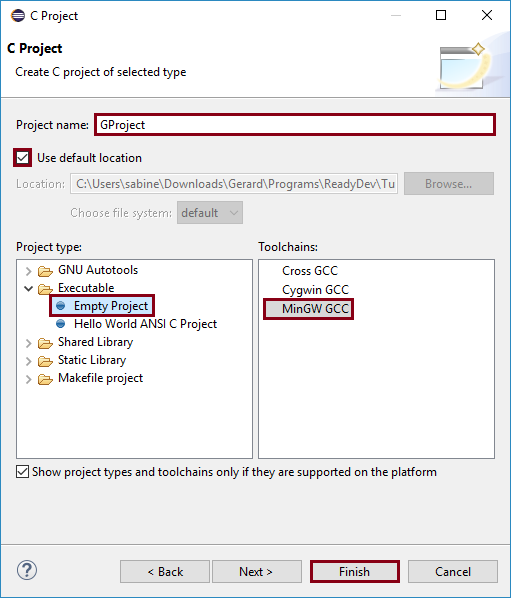 C Project
C Project
Create C project of selected type
Project name: GProject
Use default location
Location: C:\Users\sabine\Downloads\Gerard\Programs\ReadyDev\Tu Browse...
Choose file system: default
Project type: Toolchains:
GNU Autotools Cross GCC
Executable Cygwin GCC
Empty Project MinGW GCC
Hello World ANSI C Project
Shared Library
Static Library
Makefile project
Show project types and toolchains only if they are supported on the platform
? < Back Next > Finish Cancel